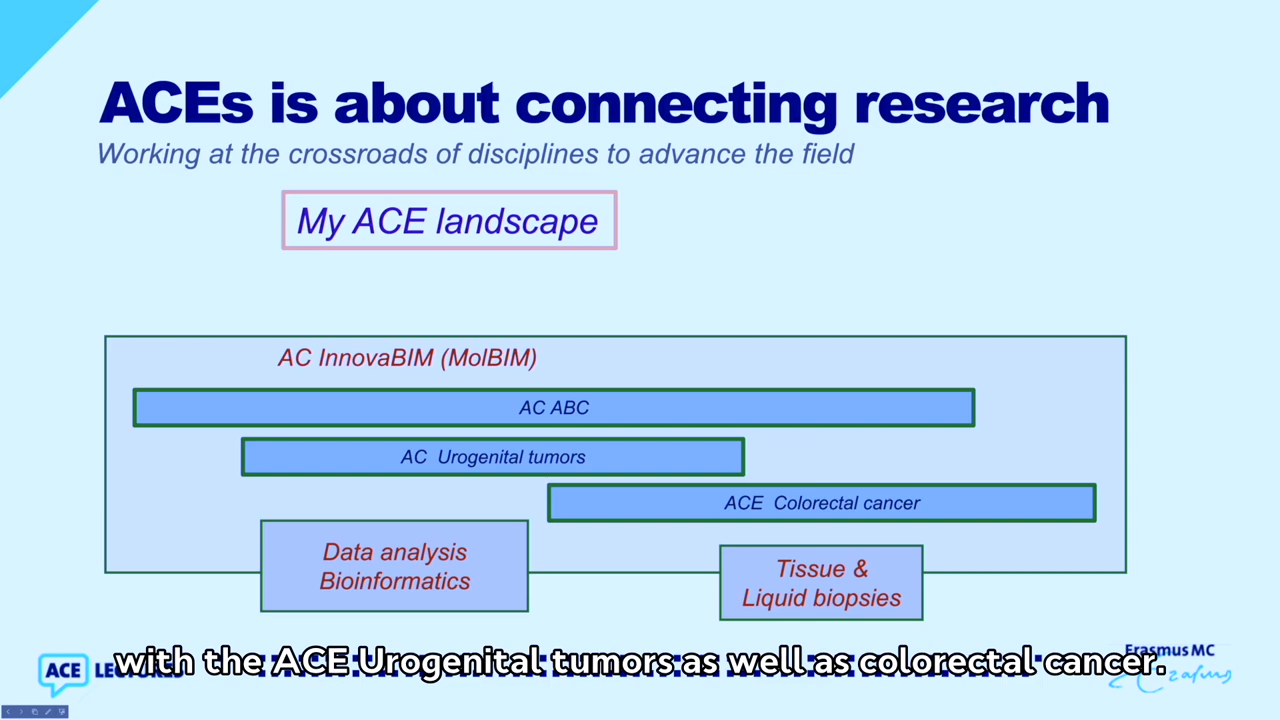 ACEs is about connecting research
Working at the crossroads of disciplines to advance the field
My ACE landscape
AC InnovaBIM (MolBIM)
AC ABC
AC Urogenital tumors
ACE Colorectal cancer
Data analysis
Bioinformatics
Tissue &
Liquid biopsies
with the ACE Urogenital tumors as well as colorectal cancer.
ACE
Erasmus MC
Erasmus